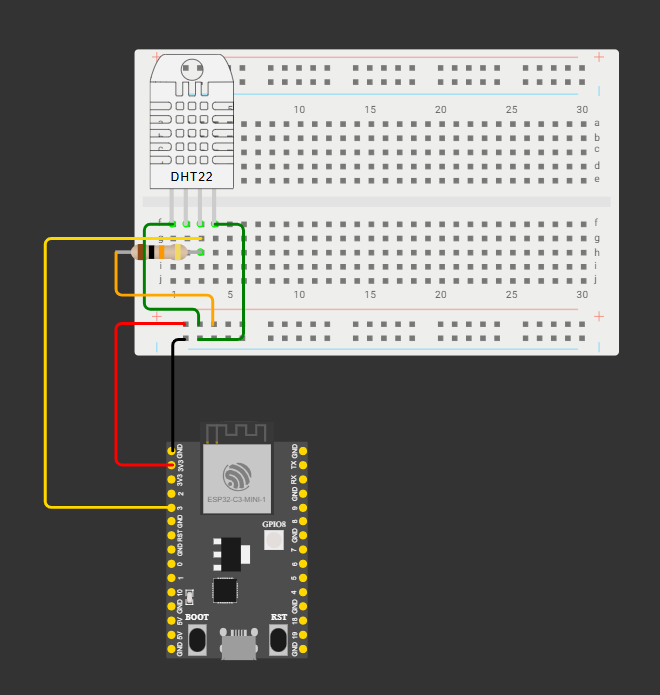 + +
10 15 20 25 30
a
b
c
d
e
DHT22
f f
g g
h
i i
j j
1 5 10 15 20 25 30
+ +
GND GND
3V3 TX
3V3 RX
2 GND
3 9
GND 8
RST GND
GND 7
0 6
1 5
10 4
GND GND
5V 18
5V 19
GND GND
ESP32-C3-MINI-1
GPIO8
BOOT RST